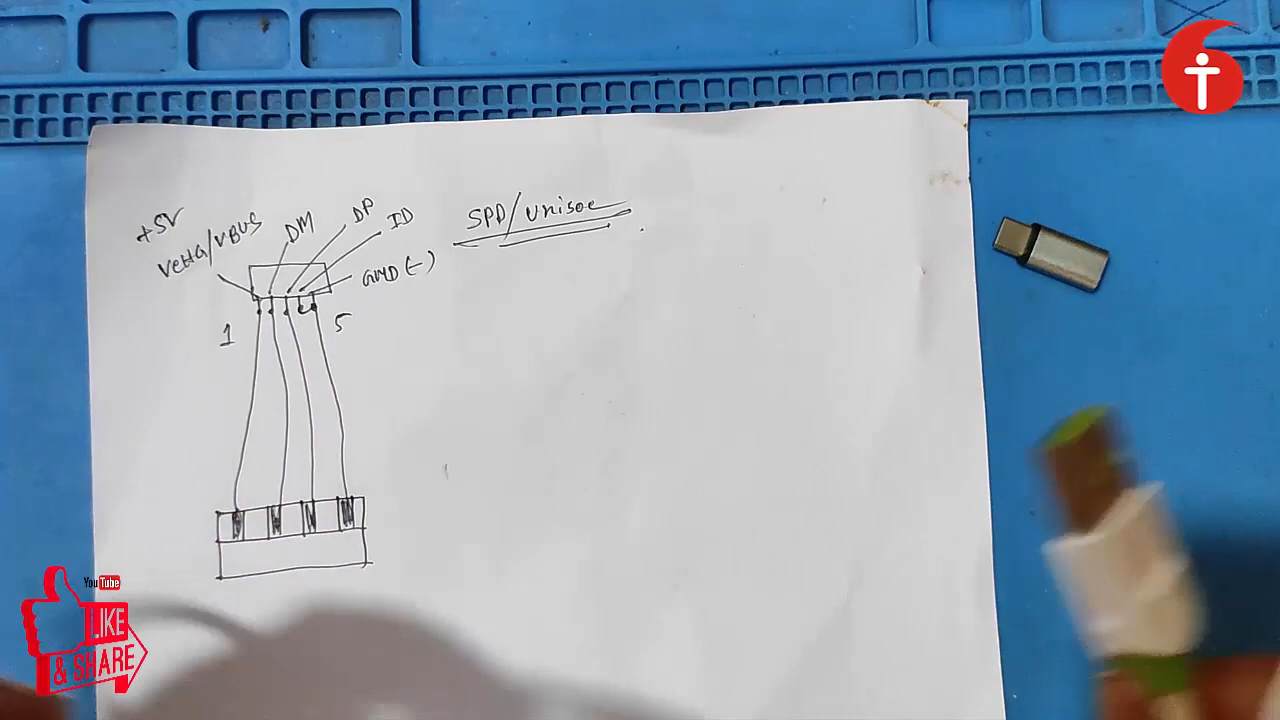 +5V
VCHG/VBUS
DM
DP
ID
GND (-)
SPD/Unisoc
1
5
YouTube
LIKE
& SHARE